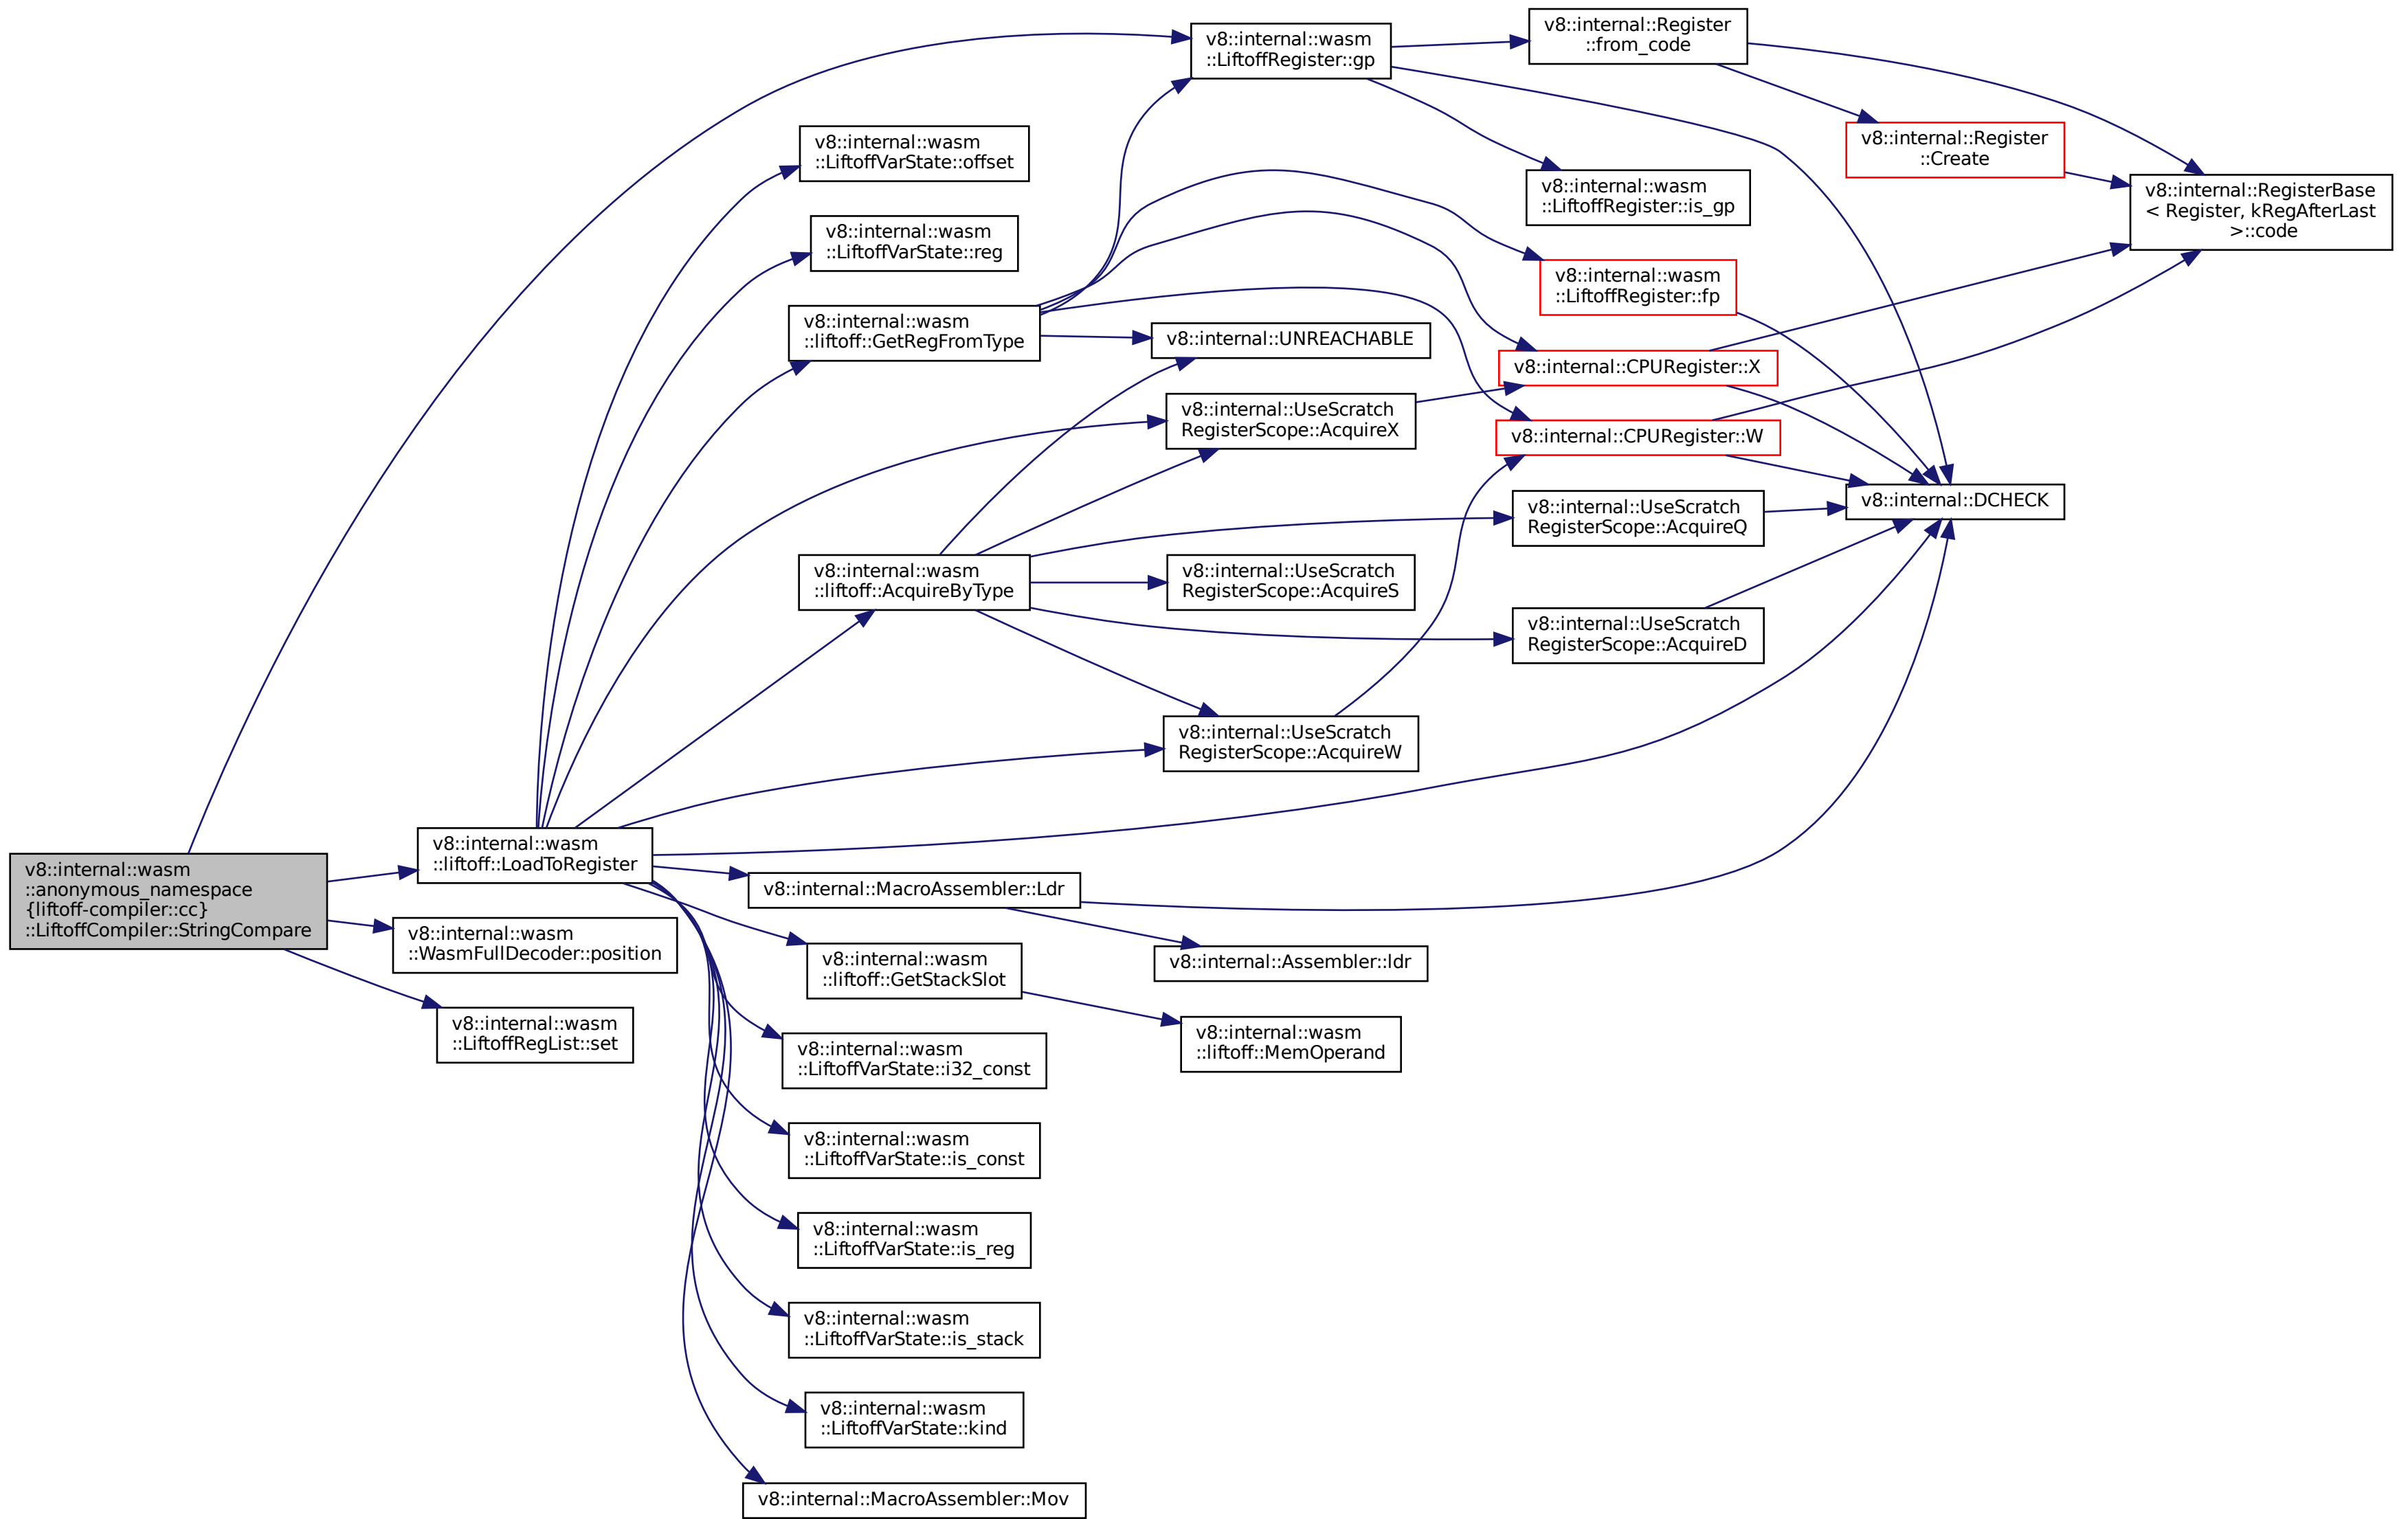 v8::internal::wasm
::anonymous_namespace
{liftoff-compiler::cc}
::LiftoffCompiler::StringCompare
v8::internal::wasm
::LiftoffRegister::gp
v8::internal::wasm
::liftoff::LoadToRegister
v8::internal::wasm
::WasmFullDecoder::position
v8::internal::wasm
::LiftoffRegList::set
v8::internal::wasm
::LiftoffVarState::offset
v8::internal::wasm
::LiftoffVarState::reg
v8::internal::wasm
::liftoff::GetRegFromType
v8::internal::wasm
::liftoff::AcquireByType
v8::internal::MacroAssembler::Ldr
v8::internal::wasm
::liftoff::GetStackSlot
v8::internal::wasm
::LiftoffVarState::i32_const
v8::internal::wasm
::LiftoffVarState::is_const
v8::internal::wasm
::LiftoffVarState::is_reg
v8::internal::wasm
::LiftoffVarState::is_stack
v8::internal::wasm
::LiftoffVarState::kind
v8::internal::MacroAssembler::Mov
v8::internal::UNREACHABLE
v8::internal::UseScratch
RegisterScope::AcquireX
v8::internal::UseScratch
RegisterScope::AcquireS
v8::internal::UseScratch
RegisterScope::AcquireW
v8::internal::Assembler::ldr
v8::internal::wasm
::liftoff::MemOperand
v8::internal::Register
::from_code
v8::internal::wasm
::LiftoffRegister::is_gp
v8::internal::wasm
::LiftoffRegister::fp
v8::internal::CPURegister::X
v8::internal::CPURegister::W
v8::internal::UseScratch
RegisterScope::AcquireQ
v8::internal::UseScratch
RegisterScope::AcquireD
v8::internal::Register
::Create
v8::internal::DCHECK
v8::internal::RegisterBase
< Register, kRegAfterLast
>::code